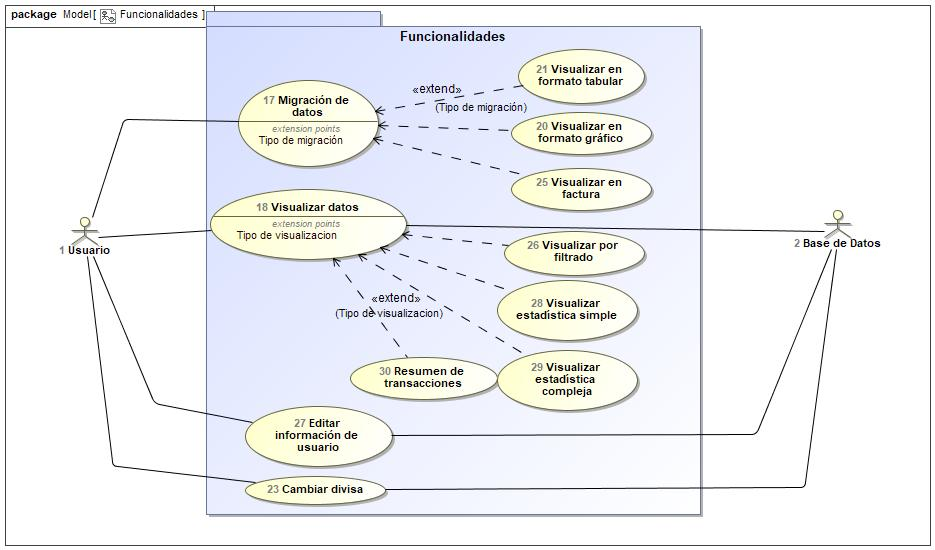 package Model[ Funcionalidades ]
Funcionalidades
21 Visualizar en
formato tabular
«extend»
(Tipo de migración)
17 Migración de
datos
extension points
Tipo de migración
20 Visualizar en
formato gráfico
25 Visualizar en
factura
18 Visualizar datos
extension points
Tipo de visualizacion
1 Usuario
2 Base de Datos
26 Visualizar por
filtrado
«extend»
(Tipo de visualizacion)
28 Visualizar
estadística simple
30 Resumen de
transacciones
29 Visualizar
estadística
compleja
27 Editar
información de
usuario
23 Cambiar divisa